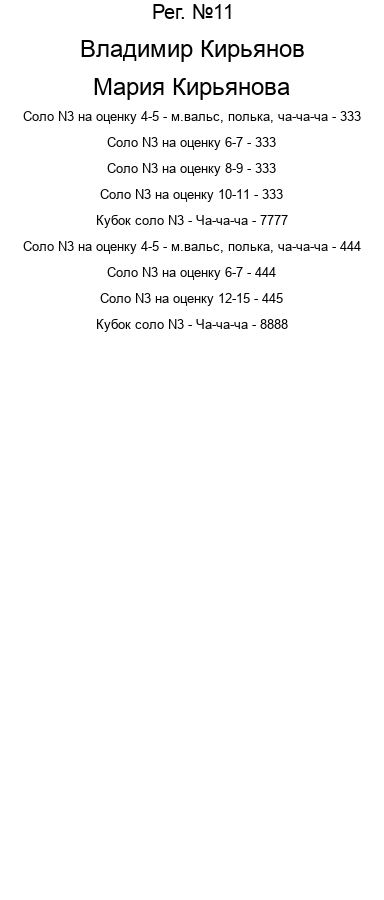 Рег. №11
Владимир Кирьянов
Мария Кирьянова
Соло N3 на оценку 4-5 - м.вальс, полька, ча-ча-ча - 333
Соло N3 на оценку 6-7 - 333
Соло N3 на оценку 8-9 - 333
Соло N3 на оценку 10-11 - 333
Кубок соло N3 - Ча-ча-ча - 7777
Соло N3 на оценку 4-5 - м.вальс, полька, ча-ча-ча - 444
Соло N3 на оценку 6-7 - 444
Соло N3 на оценку 12-15 - 445
Кубок соло N3 - Ча-ча-ча - 8888